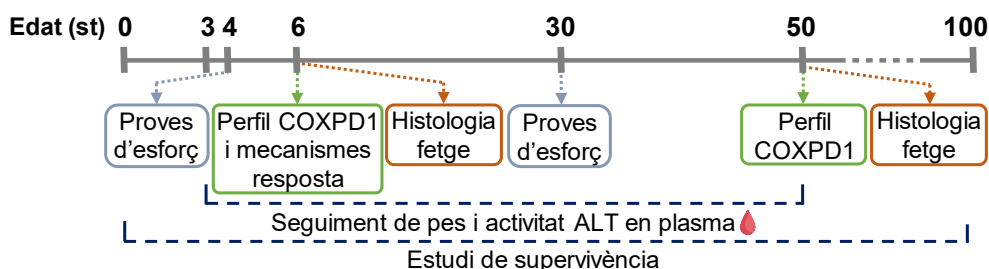 Edat (st) 0 3 4 6 30 50 100
Proves d'esforç
Perfil COXPD1 i mecanismes resposta
Histologia fetge
Proves d'esforç
Perfil COXPD1
Histologia fetge
Seguiment de pes i activitat ALT en plasma
Estudi de supervivència